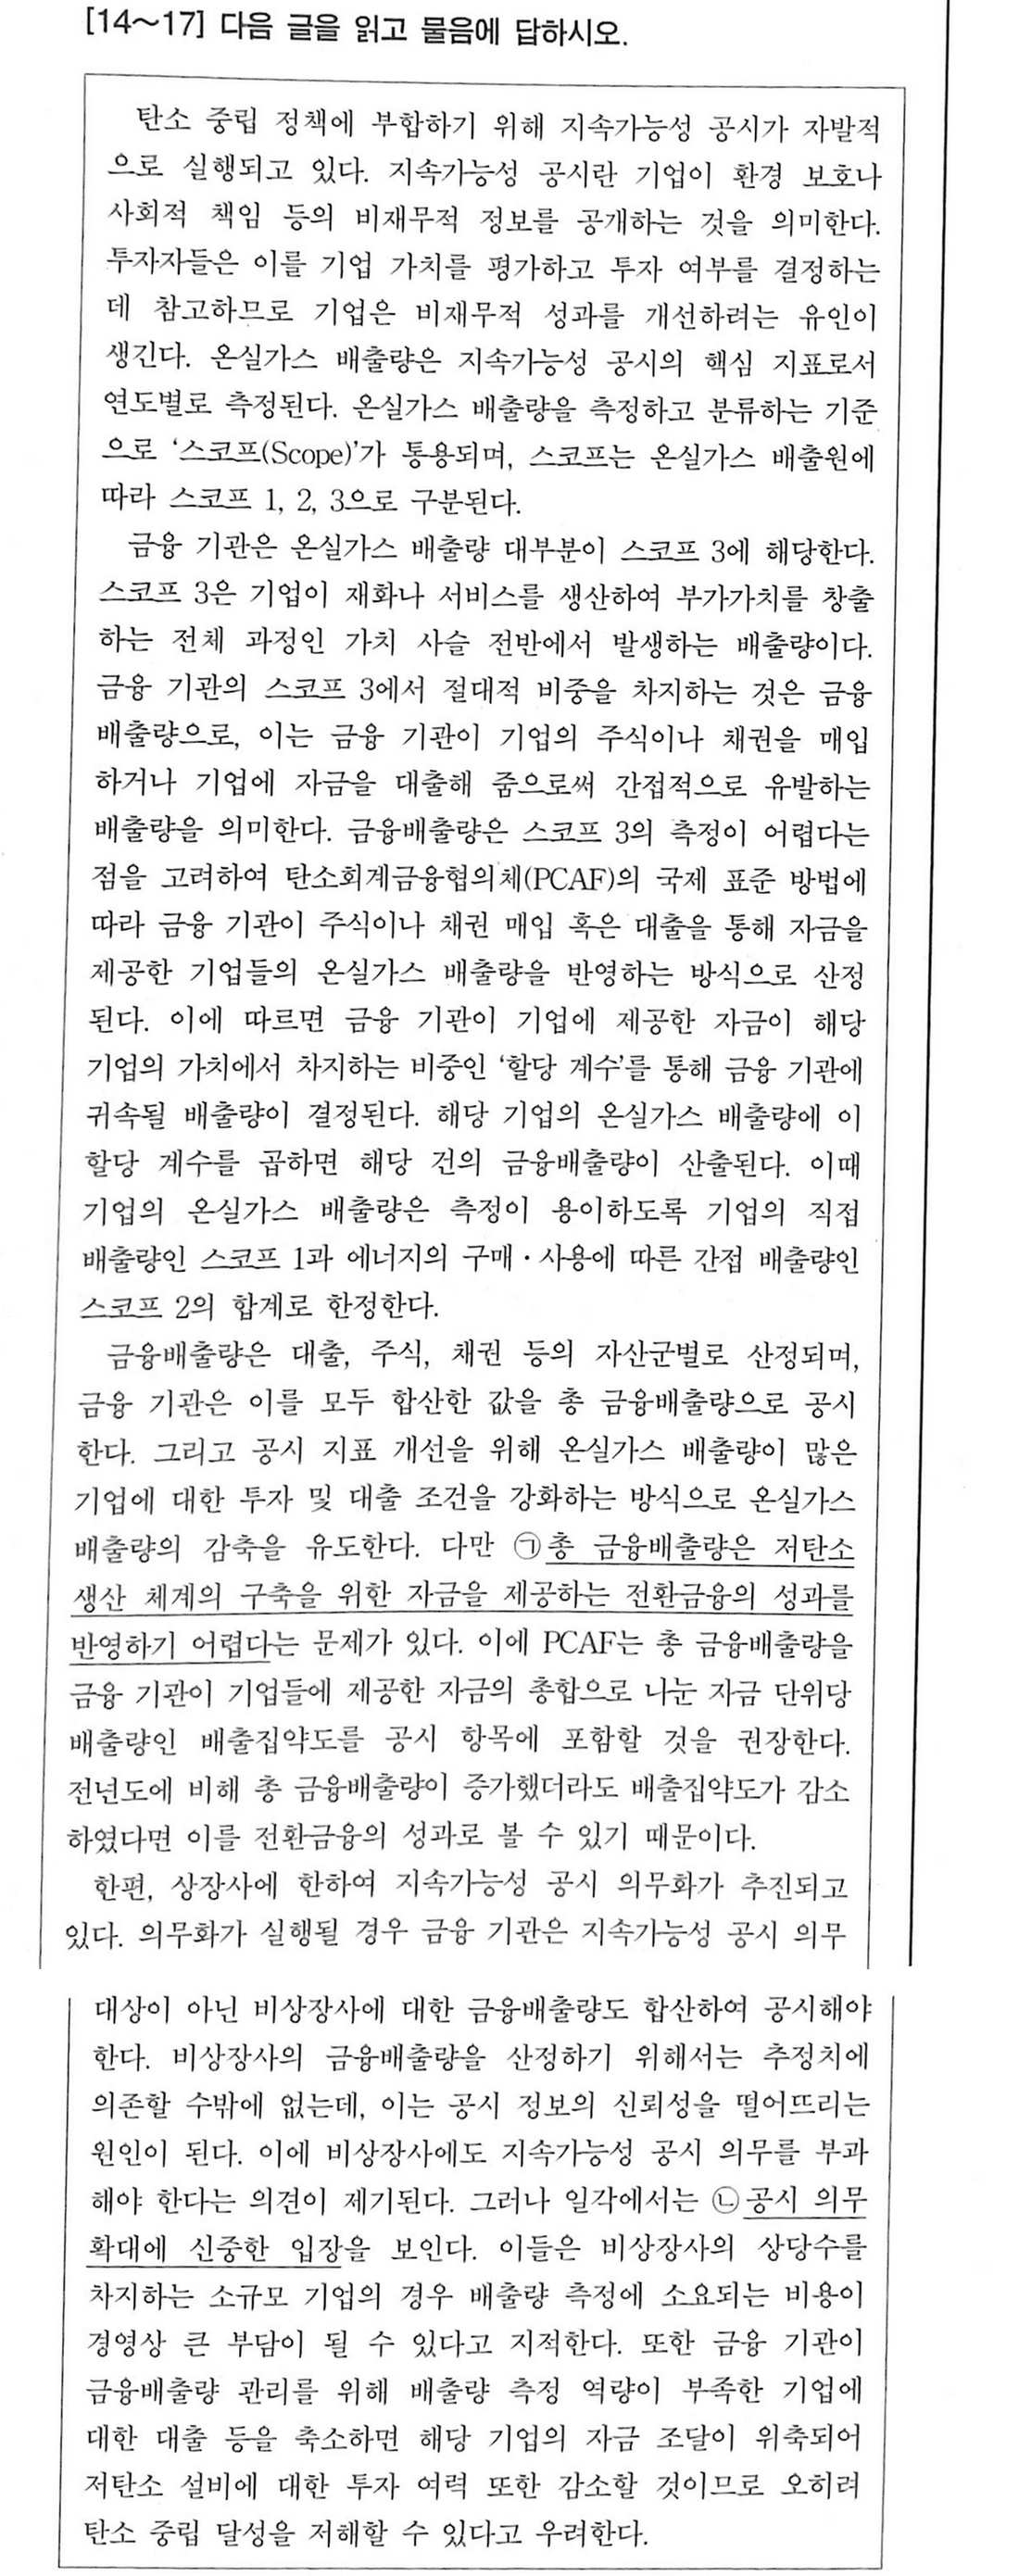 [14～17] 다음 글을 읽고 물음에 답하시오.
탄소 중립 정책에 부합하기 위해 지속가능성 공시가 자발적
으로 실행되고 있다. 지속가능성 공시란 기업이 환경 보호나
사회적 책임 등의 비재무적 정보를 공개하는 것을 의미한다.
투자자들은 이를 기업 가치를 평가하고 투자 여부를 결정하는
데 참고하므로 기업은 비재무적 성과를 개선하려는 유인이
생긴다. 온실가스 배출량은 지속가능성 공시의 핵심 지표로서
연도별로 측정된다. 온실가스 배출량을 측정하고 분류하는 기준
으로 ‘스코프(Scope)’가 통용되며, 스코프는 온실가스 배출원에
따라 스코프 1, 2, 3으로 구분된다.
금융 기관은 온실가스 배출량 대부분이 스코프 3에 해당한다.
스코프 3은 기업이 재화나 서비스를 생산하여 부가가치를 창출
하는 전체 과정인 가치 사슬 전반에서 발생하는 배출량이다.
금융 기관의 스코프 3에서 절대적 비중을 차지하는 것은 금융
배출량으로, 이는 금융 기관이 기업의 주식이나 채권을 매입
하거나 기업에 자금을 대출해 줌으로써 간접적으로 유발하는
배출량을 의미한다. 금융배출량은 스코프 3의 측정이 어렵다는
점을 고려하여 탄소회계금융협의체(PCAF)의 국제 표준 방법에
따라 금융 기관이 주식이나 채권 매입 혹은 대출을 통해 자금을
제공한 기업들의 온실가스 배출량을 반영하는 방식으로 산정
된다. 이에 따르면 금융 기관이 기업에 제공한 자금이 해당
기업의 가치에서 차지하는 비중인 ‘할당 계수’를 통해 금융 기관에
귀속될 배출량이 결정된다. 해당 기업의 온실가스 배출량에 이
할당 계수를 곱하면 해당 건의 금융배출량이 산출된다. 이때
기업의 온실가스 배출량은 측정이 용이하도록 기업의 직접
배출량인 스코프 1과 에너지의 구매·사용에 따른 간접 배출량인
스코프 2의 합계로 한정한다.
금융배출량은 대출, 주식, 채권 등의 자산군별로 산정되며,
금융 기관은 이를 모두 합산한 값을 총 금융배출량으로 공시
한다. 그리고 공시 지표 개선을 위해 온실가스 배출량이 많은
기업에 대한 투자 및 대출 조건을 강화하는 방식으로 온실가스
배출량의 감축을 유도한다. 다만 ㉠총 금융배출량은 저탄소
생산 체계의 구축을 위한 자금을 제공하는 전환금융의 성과를
반영하기 어렵다는 문제가 있다. 이에 PCAF는 총 금융배출량을
금융 기관이 기업들에 제공한 자금의 총합으로 나눈 자금 단위당
배출량인 배출집약도를 공시 항목에 포함할 것을 권장한다.
전년도에 비해 총 금융배출량이 증가했더라도 배출집약도가 감소
하였다면 이를 전환금융의 성과로 볼 수 있기 때문이다.
한편, 상장사에 한하여 지속가능성 공시 의무화가 추진되고
있다. 의무화가 실행될 경우 금융 기관은 지속가능성 공시 의무
대상이 아닌 비상장사에 대한 금융배출량도 합산하여 공시해야
한다. 비상장사의 금융배출량을 산정하기 위해서는 추정치에
의존할 수밖에 없는데, 이는 공시 정보의 신뢰성을 떨어뜨리는
원인이 된다. 이에 비상장사에도 지속가능성 공시 의무를 부과
해야 한다는 의견이 제기된다. 그러나 일각에서는 ㉡공시 의무
확대에 신중한 입장을 보인다. 이들은 비상장사의 상당수를
차지하는 소규모 기업의 경우 배출량 측정에 소요되는 비용이
경영상 큰 부담이 될 수 있다고 지적한다. 또한 금융 기관이
금융배출량 관리를 위해 배출량 측정 역량이 부족한 기업에
대한 대출 등을 축소하면 해당 기업의 자금 조달이 위축되어
저탄소 설비에 대한 투자 여력 또한 감소할 것이므로 오히려
탄소 중립 달성을 저해할 수 있다고 우려한다.